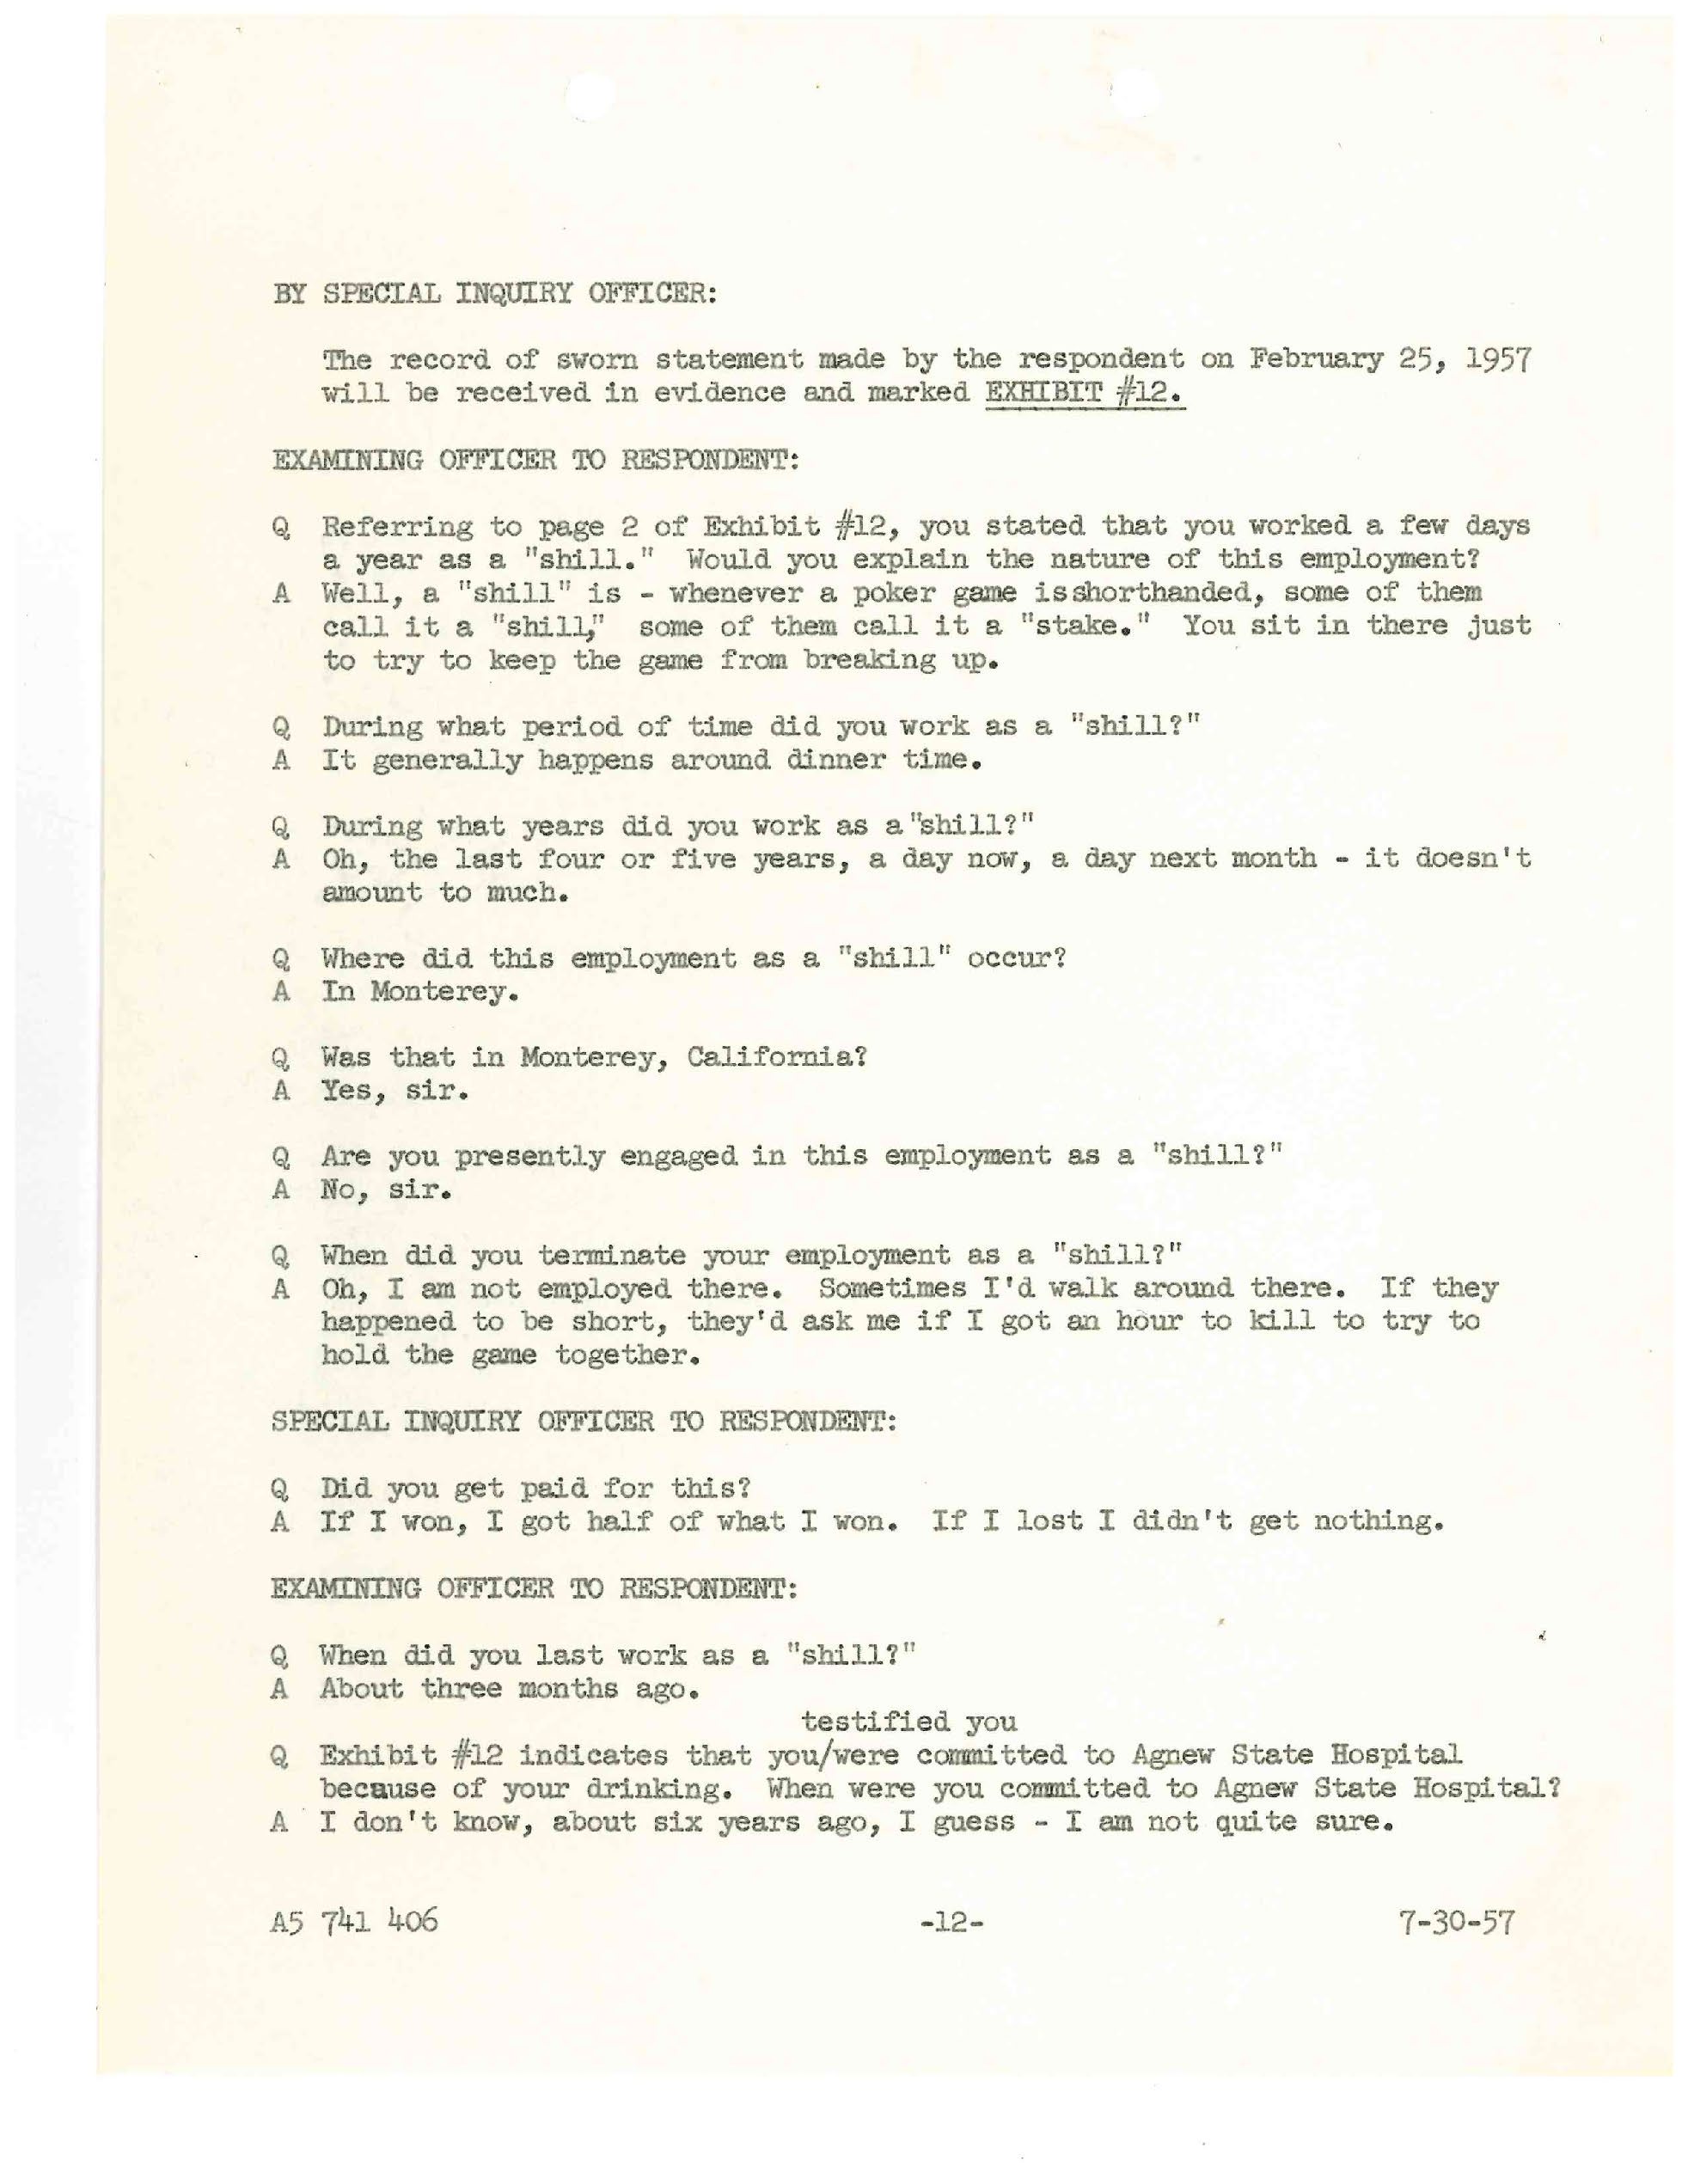 BY SPECIAL INQUIRY OFFICER:
The record of sworn statement made by the respondent on February 25, 1957
will be received in evidence and marked EXHIBIT #12.
EXAMINING OFFICER TO RESPONDENT:
Q Referring to page 2 of Exhibit #12, you stated that you worked a few days
a year as a "shill." Would you explain the nature of this employment?
A Well, a "shill" is - whenever a poker game isshorthanded, some of them
call it a "shill," some of them call it a "stake." You sit in there just
to try to keep the game from breaking up.
Q During what period of time did you work as a "shill?"
A It generally happens around dinner time.
Q During what years did you work as a"shill?"
A Oh, the last four or five years, a day now, a day next month - it doesn't
amount to much.
Q Where did this employment as a "shill" occur?
A In Monterey.
Q Was that in Monterey, California?
A Yes, sir.
Q Are you presently engaged in this employment as a "shill?"
A No, sir.
Q When did you terminate your employment as a "shill?"
A Oh, I am not employed there. Sometimes I'd walk around there. If they
happened to be short, they'd ask me if I got an hour to kill to try to
hold the game together.
SPECIAL INQUIRY OFFICER TO RESPONDENT:
Q Did you get paid for this?
A If I won, I got half of what I won. If I lost I didn't get nothing.
EXAMINING OFFICER TO RESPONDENT:
Q When did you last work as a "shill?"
A About three months ago.
testified you
Q Exhibit #12 indicates that you/were committed to Agnew State Hospital
because of your drinking. When were you committed to Agnew State Hospital?
A I don't know, about six years ago, I guess - I am not quite sure.
A5 741 406 -12- 7-30-57